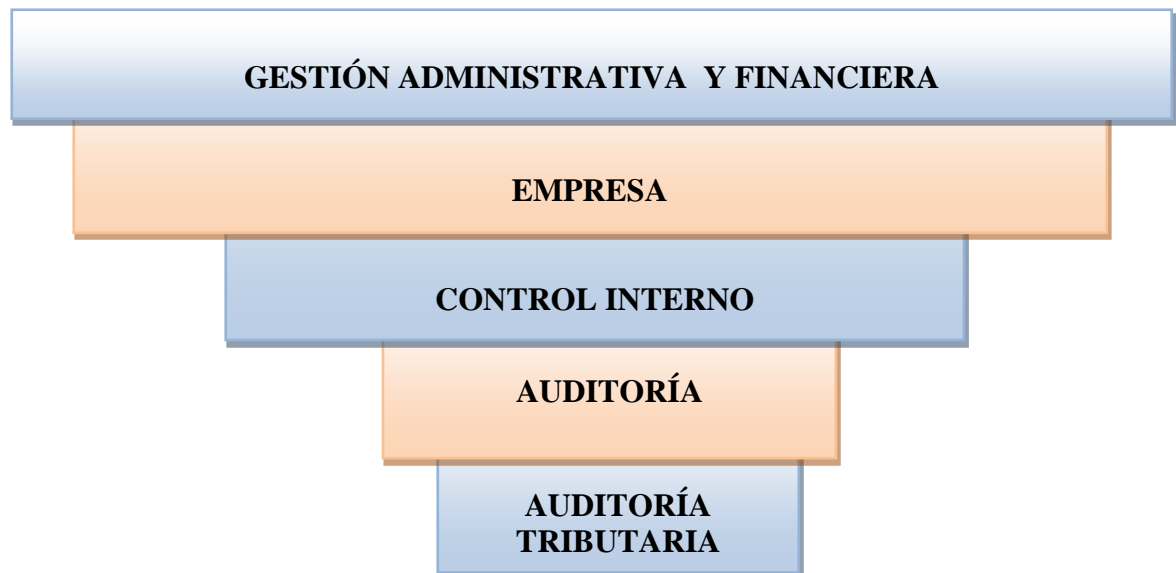 GESTIÓN ADMINISTRATIVA Y FINANCIERA
EMPRESA
CONTROL INTERNO
AUDITORÍA
AUDITORÍA
TRIBUTARIA